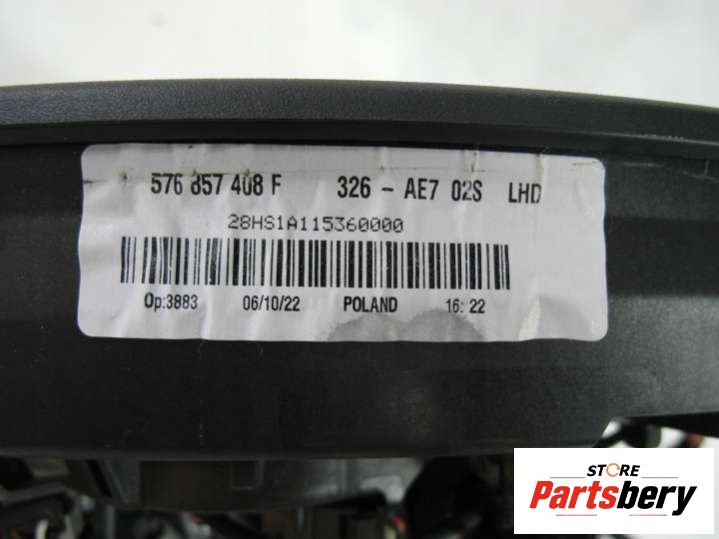 576 857 408 F 326 - AE7 02S LHD
28HS1A115360000
Op:3883 06/10/22 POLAND 16: 22
STORE
Partsbery